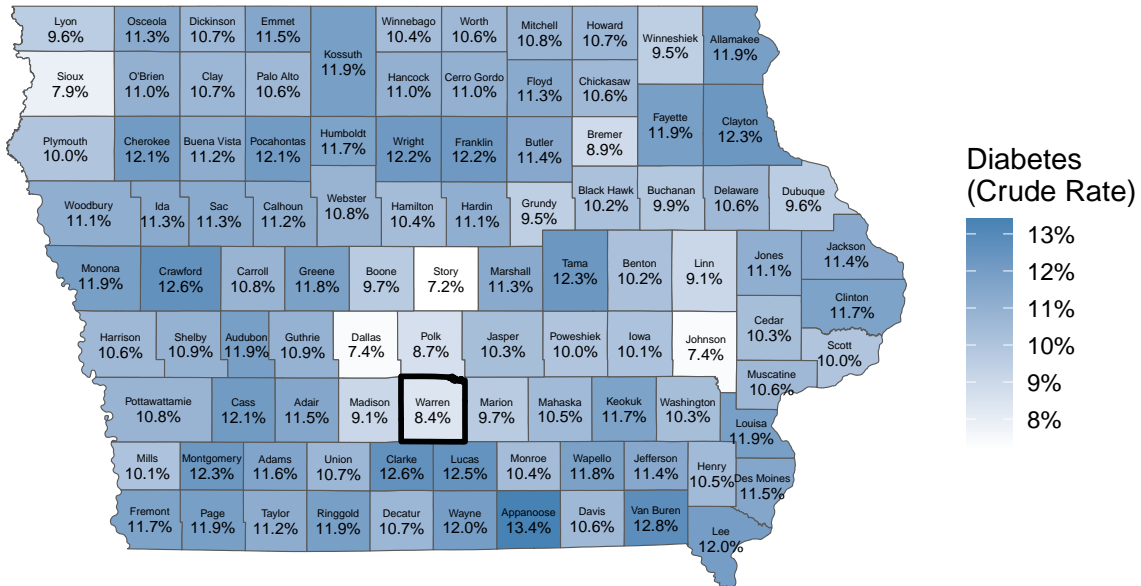 Lyon
9.6%
Osceola
11.3%
Dickinson
10.7%
Emmet
11.5%
Kossuth
11.9%
Winnebago
10.4%
Worth
10.6%
Mitchell
10.8%
Howard
10.7%
Winneshiek
9.5%
Allamakee
11.9%
Sioux
7.9%
O'Brien
11.0%
Clay
10.7%
Palo Alto
10.6%
Hancock
11.0%
Cerro Gordo
11.0%
Floyd
11.3%
Chickasaw
10.6%
Fayette
11.9%
Clayton
12.3%
Plymouth
10.0%
Cherokee
12.1%
Buena Vista
11.2%
Pocahontas
12.1%
Humboldt
11.7%
Wright
12.2%
Franklin
12.2%
Butler
11.4%
Bremer
8.9%
Woodbury
11.1%
Ida
11.3%
Sac
11.3%
Calhoun
11.2%
Webster
10.8%
Hamilton
10.4%
Hardin
11.1%
Grundy
9.5%
Black Hawk
10.2%
Buchanan
9.9%
Delaware
10.6%
Dubuque
9.6%
Monona
11.9%
Crawford
12.6%
Carroll
10.8%
Greene
11.8%
Boone
9.7%
Story
7.2%
Marshall
11.3%
Tama
12.3%
Benton
10.2%
Linn
9.1%
Jones
11.1%
Jackson
11.4%
Clinton
11.7%
Harrison
10.6%
Shelby
10.9%
Audubon
11.9%
Guthrie
10.9%
Dallas
7.4%
Polk
8.7%
Jasper
10.3%
Poweshiek
10.0%
Iowa
10.1%
Johnson
7.4%
Cedar
10.3%
Scott
10.0%
Muscatine
10.6%
Pottawattamie
10.8%
Cass
12.1%
Adair
11.5%
Madison
9.1%
Warren
8.4%
Marion
9.7%
Mahaska
10.5%
Keokuk
11.7%
Washington
10.3%
Louisa
11.9%
Mills
10.1%
Montgomery
12.3%
Adams
11.6%
Union
10.7%
Clarke
12.6%
Lucas
12.5%
Monroe
10.4%
Wapello
11.8%
Jefferson
11.4%
Henry
10.5%
Des Moines
11.5%
Fremont
11.7%
Page
11.9%
Taylor
11.2%
Ringgold
11.9%
Decatur
10.7%
Wayne
12.0%
Appanoose
13.4%
Davis
10.6%
Van Buren
12.8%
Lee
12.0%
Diabetes
(Crude Rate)
13%
12%
11%
10%
9%
8%